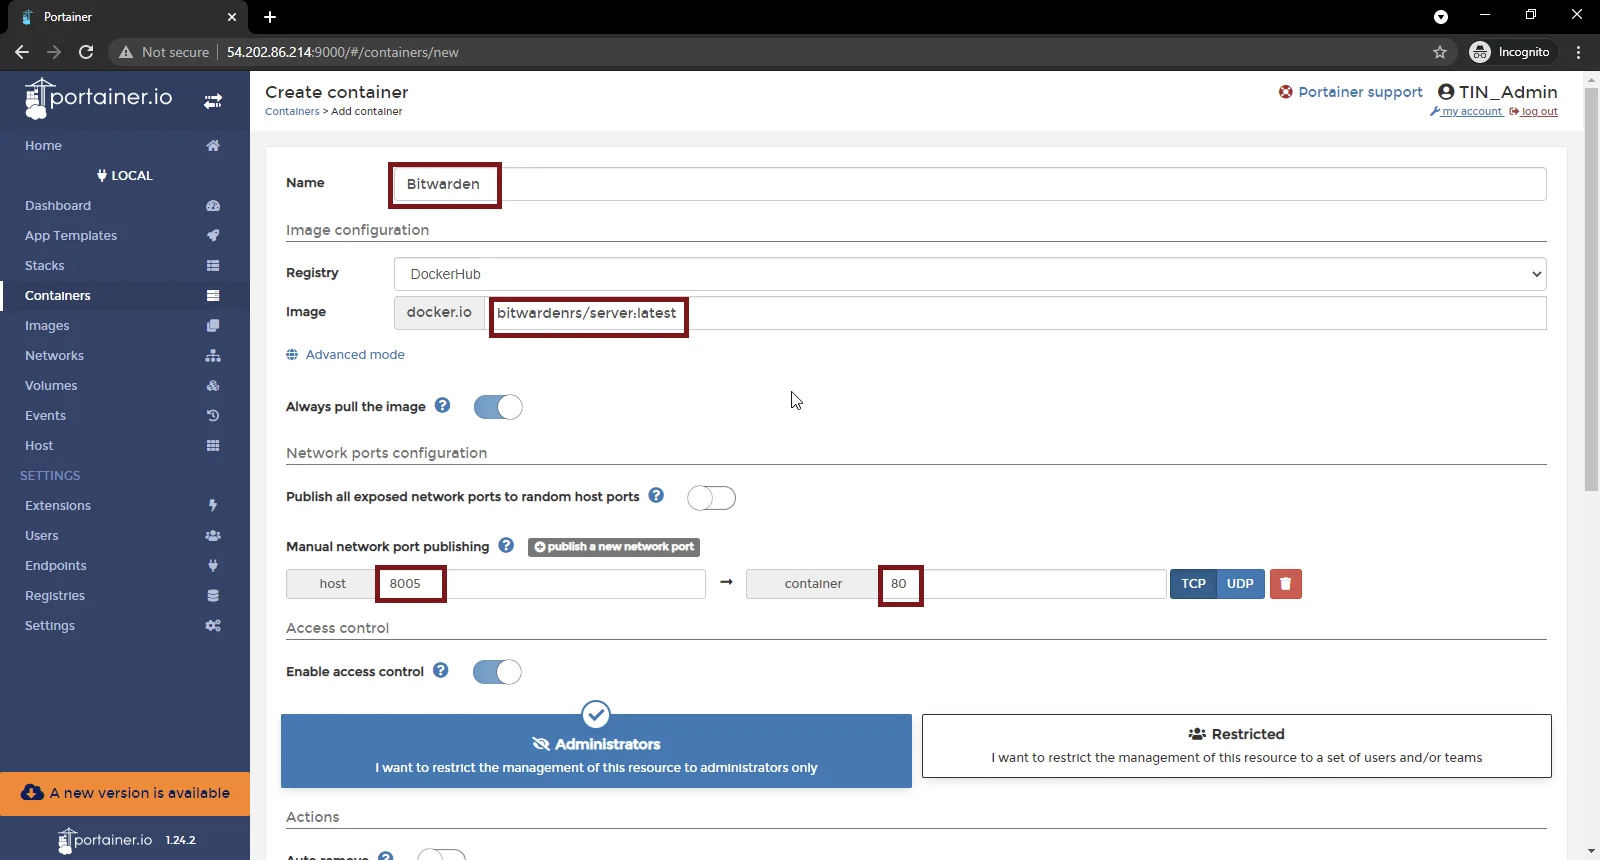 Portainer
Not secure
54.202.86.214:9000/#/containers/new
Incognito
portainer.io
Home
LOCAL
Dashboard
App Templates
Stacks
Containers
Images
Networks
Volumes
Events
Host
SETTINGS
Extensions
Users
Endpoints
Registries
Settings
A new version is available
portainer.io 1.24.2
Create container
Containers > Add container
Portainer support
TIN_Admin
my account log out
Name
Bitwarden
Image configuration
Registry
DockerHub
Image
docker.io
bitwardenrs/server:latest
Advanced mode
Always pull the image
Network ports configuration
Publish all exposed network ports to random host ports
Manual network port publishing
publish a new network port
host
8005
container
80
TCP
UDP
Access control
Enable access control
Administrators
I want to restrict the management of this resource to administrators only
Restricted
I want to restrict the management of this resource to a set of users and/or teams
Actions
Auto remove